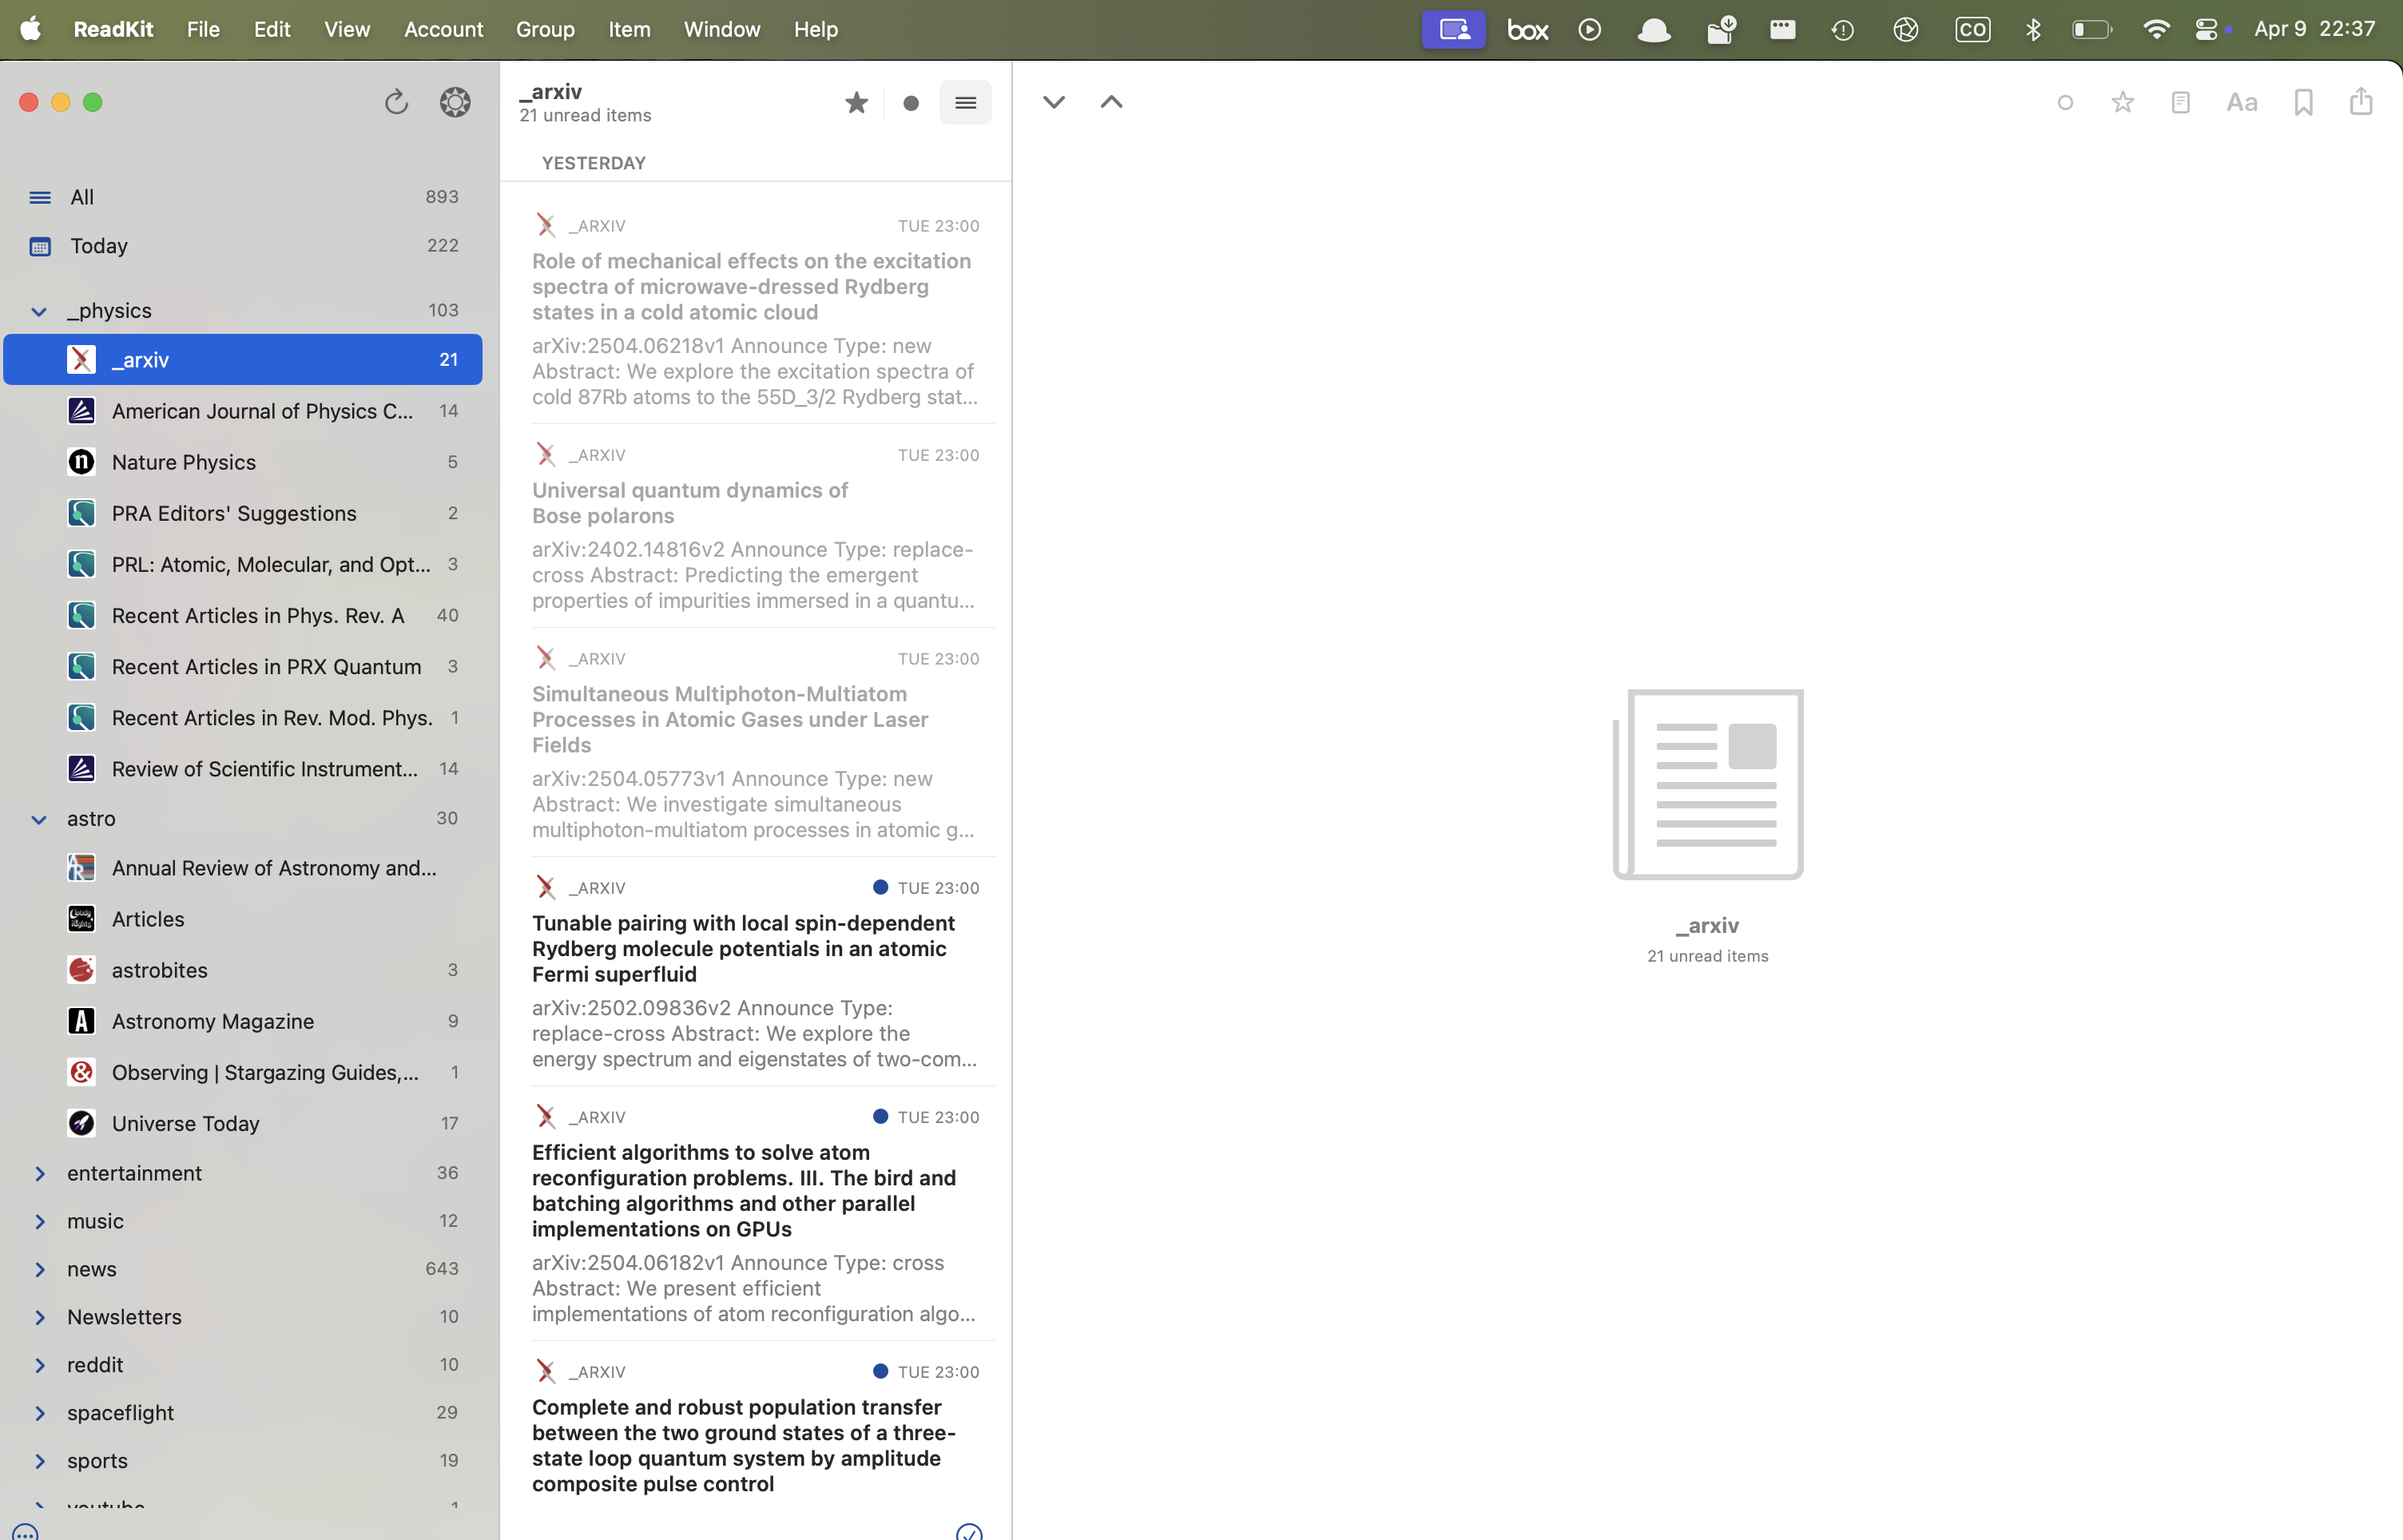 ReadKit File Edit View Account Group Item Window Help box CO Apr 9 22:37
All 893
Today 222
_physics 103
_arxiv 21
American Journal of Physics C... 14
Nature Physics 5
PRA Editors' Suggestions 2
PRL: Atomic, Molecular, and Opt... 3
Recent Articles in Phys. Rev. A 40
Recent Articles in PRX Quantum 3
Recent Articles in Rev. Mod. Phys. 1
Review of Scientific Instrument... 14
astro 30
Annual Review of Astronomy and...
Articles
astrobites 3
Astronomy Magazine 9
Observing | Stargazing Guides,... 1
Universe Today 17
entertainment 36
music 12
news 643
Newsletters 10
reddit 10
spaceflight 29
sports 19
youtube 1
_arxiv
21 unread items
YESTERDAY
_ARXIV TUE 23:00
Role of mechanical effects on the excitation
spectra of microwave-dressed Rydberg
states in a cold atomic cloud
arXiv:2504.06218v1 Announce Type: new
Abstract: We explore the excitation spectra of
cold 87Rb atoms to the 55D_3/2 Rydberg stat...
_ARXIV TUE 23:00
Universal quantum dynamics of
Bose polarons
arXiv:2402.14816v2 Announce Type: replace-
cross Abstract: Predicting the emergent
properties of impurities immersed in a quantu...
_ARXIV TUE 23:00
Simultaneous Multiphoton-Multiatom
Processes in Atomic Gases under Laser
Fields
arXiv:2504.05773v1 Announce Type: new
Abstract: We investigate simultaneous
multiphoton-multiatom processes in atomic g...
_ARXIV TUE 23:00
Tunable pairing with local spin-dependent
Rydberg molecule potentials in an atomic
Fermi superfluid
arXiv:2502.09836v2 Announce Type:
replace-cross Abstract: We explore the
energy spectrum and eigenstates of two-com...
_ARXIV TUE 23:00
Efficient algorithms to solve atom
reconfiguration problems. III. The bird and
batching algorithms and other parallel
implementations on GPUs
arXiv:2504.06182v1 Announce Type: cross
Abstract: We present efficient
implementations of atom reconfiguration algo...
_ARXIV TUE 23:00
Complete and robust population transfer
between the two ground states of a three-
state loop quantum system by amplitude
composite pulse control
Aa
_arxiv
21 unread items